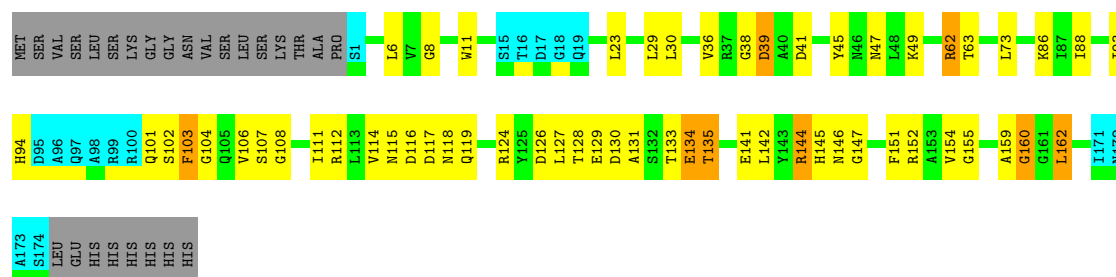 MET SER VAL SER LEU SER LYS GLY GLY ASN VAL SER LEU SER LYS THR ALA PRO S1 L6 V7 G8 W11 S15 T16 D17 G18 Q19 L23 L29 L30 V36 R37 G38 D39 A40 D41 Y45 N46 N47 L48 K49 R62 T63 L73 K86 I87 I88
H94 D95 A96 Q97 A98 R99 R100 Q101 S102 F103 G104 Q105 V106 S107 G108 I111 R112 L113 V114 N115 D116 D117 N118 Q119 R124 Y125 D126 L127 T128 E129 D130 A131 S132 T133 E134 T135 E141 L142 Y143 R144 H145 N146 G147 F151 R152 A153 V154 G155 A159 G160 G161 L162 I171
A173 S174 LEU GLU HIS HIS HIS HIS HIS HIS